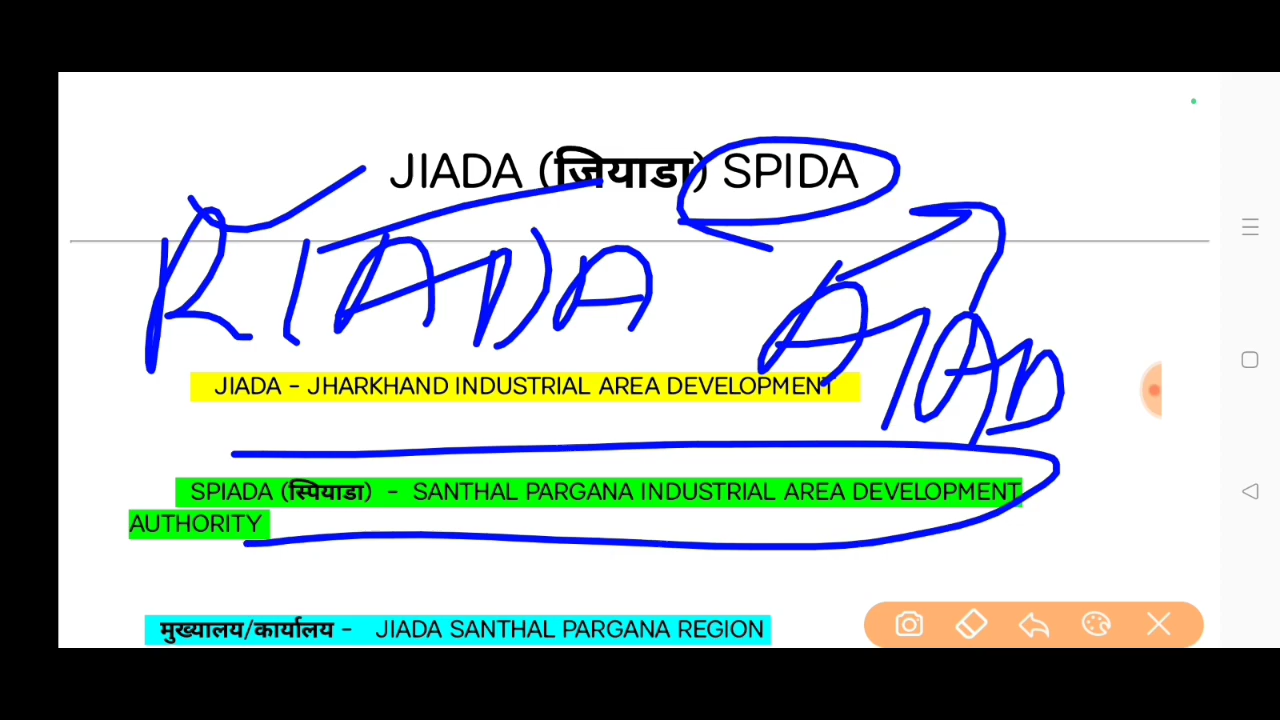 JIADA (जियाडा) SPIDA
RIADA
JIADA - JHARKHAND INDUSTRIAL AREA DEVELOPMENT
SPIADA (स्पियाडा) - SANTHAL PARGANA INDUSTRIAL AREA DEVELOPMENT
AUTHORITY
मुख्यालय/कार्यालय - JIADA SANTHAL PARGANA REGION